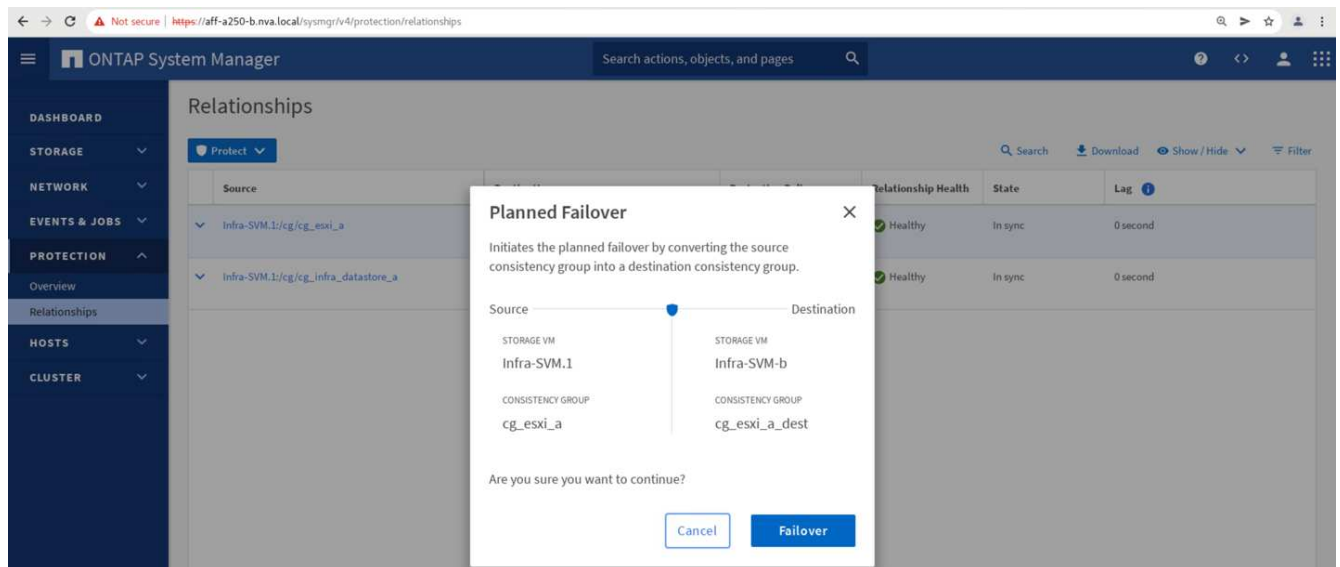 Not secure | https://aff-a250-b.nva.local/sysmgr/v4/protection/relationships
ONTAP System Manager
Search actions, objects, and pages
DASHBOARD
STORAGE
NETWORK
EVENTS & JOBS
PROTECTION
Overview
Relationships
HOSTS
CLUSTER
Relationships
Protect
Search Download Show / Hide Filter
Source Relationship Health State Lag
Infra-SVM.1:/cg/cg_esxi_a Healthy In sync 0 second
Infra-SVM.1:/cg/cg_infra_datastore_a Healthy In sync 0 second
Planned Failover
Initiates the planned failover by converting the source
consistency group into a destination consistency group.
Source Destination
STORAGE VM STORAGE VM
Infra-SVM.1 Infra-SVM-b
CONSISTENCY GROUP CONSISTENCY GROUP
cg_esxi_a cg_esxi_a_dest
Are you sure you want to continue?
Cancel Failover